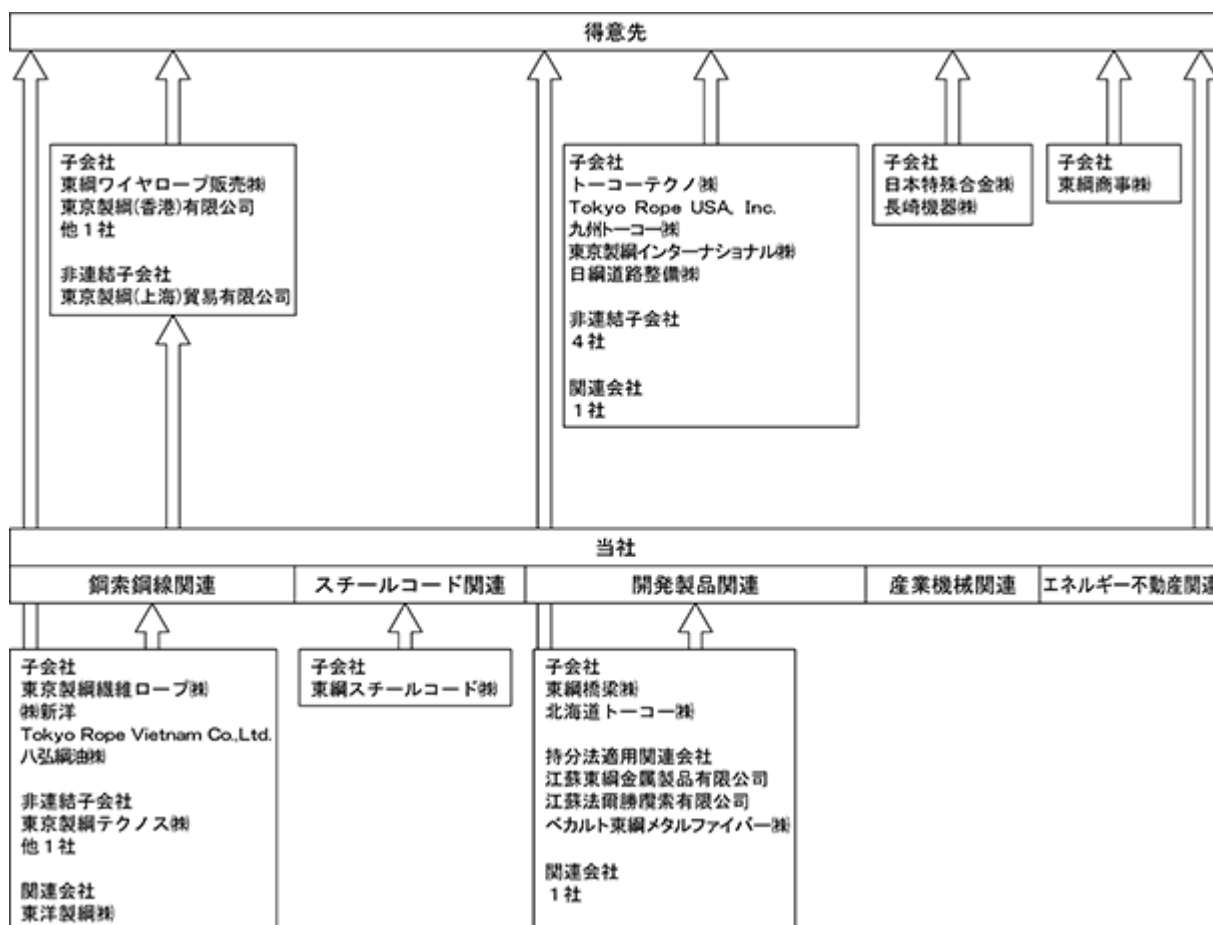 得意先
子会社
東綱ワイヤロープ販売㈱
東京製綱(香港)有限公司
他１社
非連結子会社
東京製綱(上海)貿易有限公司
子会社
トーコーテクノ㈱
Tokyo Rope USA, Inc.
九州トーコー㈱
東京製綱インターナショナル㈱
日綱道路整備㈱
非連結子会社
４社
関連会社
１社
子会社
日本特殊合金㈱
長崎機器㈱
子会社
東綱商事㈱
当社
鋼索鋼線関連
スチールコード関連
開発製品関連
産業機械関連
エネルギー不動産関連
子会社
東京製綱繊維ロープ㈱
㈱新洋
Tokyo Rope Vietnam Co.,Ltd.
八弘綱油㈱
非連結子会社
東京製綱テクノス㈱
他１社
関連会社
東洋製綱㈱
子会社
東綱スチールコード㈱
子会社
東綱橋梁㈱
北海道トーコー㈱
持分法適用関連会社
江蘇東綱金属製品有限公司
江蘇法爾勝纜索有限公司
ベカルト東綱メタルファイバー㈱
関連会社
１社